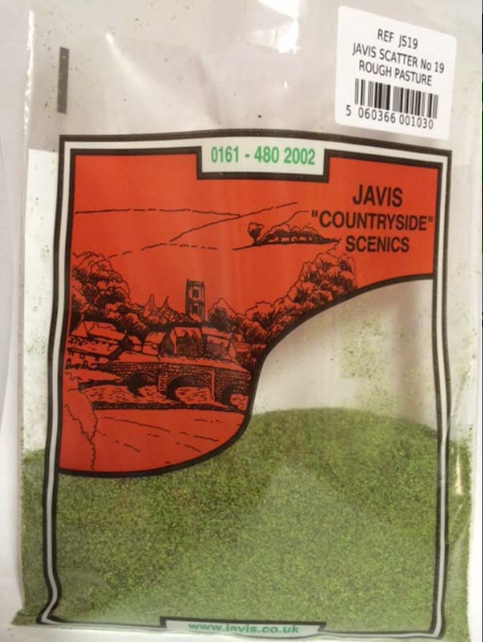 REF JS19
JAVIS SCATTER No 19
ROUGH PASTURE
5 060366 001030
0161 - 480 2002
JAVIS
"COUNTRYSIDE"
SCENICS
www.javis.co.uk